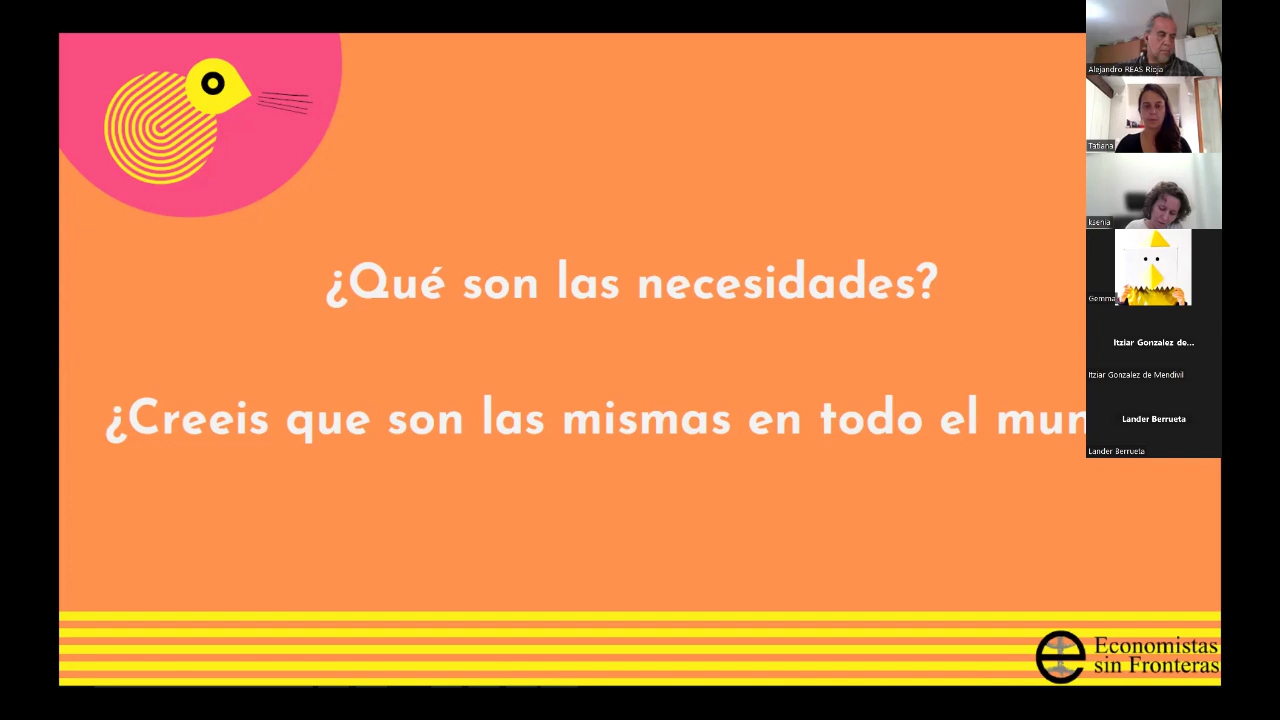 ¿Qué son las necesidades?
¿Creeis que son las mismas en todo el mun
Economistas
sin Fronteras
Alejandro REAS Rioja
Tatiana
ksenia
Gemma
Itziar Gonzalez de...
Itziar Gonzalez de Mendivil
Lander Berrueta
Lander Berrueta